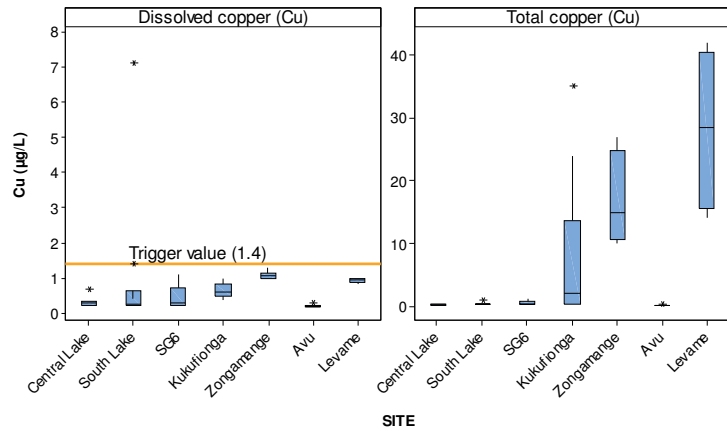 Dissolved copper (Cu)
Total copper (Cu)
Cu (µg/L)
8
7
6
5
4
3
2
1
0
Trigger value (1.4)
40
30
20
10
0
Central Lake
South Lake
SG6
Kukufionga
Zongamange
Avu
Levame
Central Lake
South Lake
SG6
Kukufionga
Zongamange
Avu
Levame
SITE